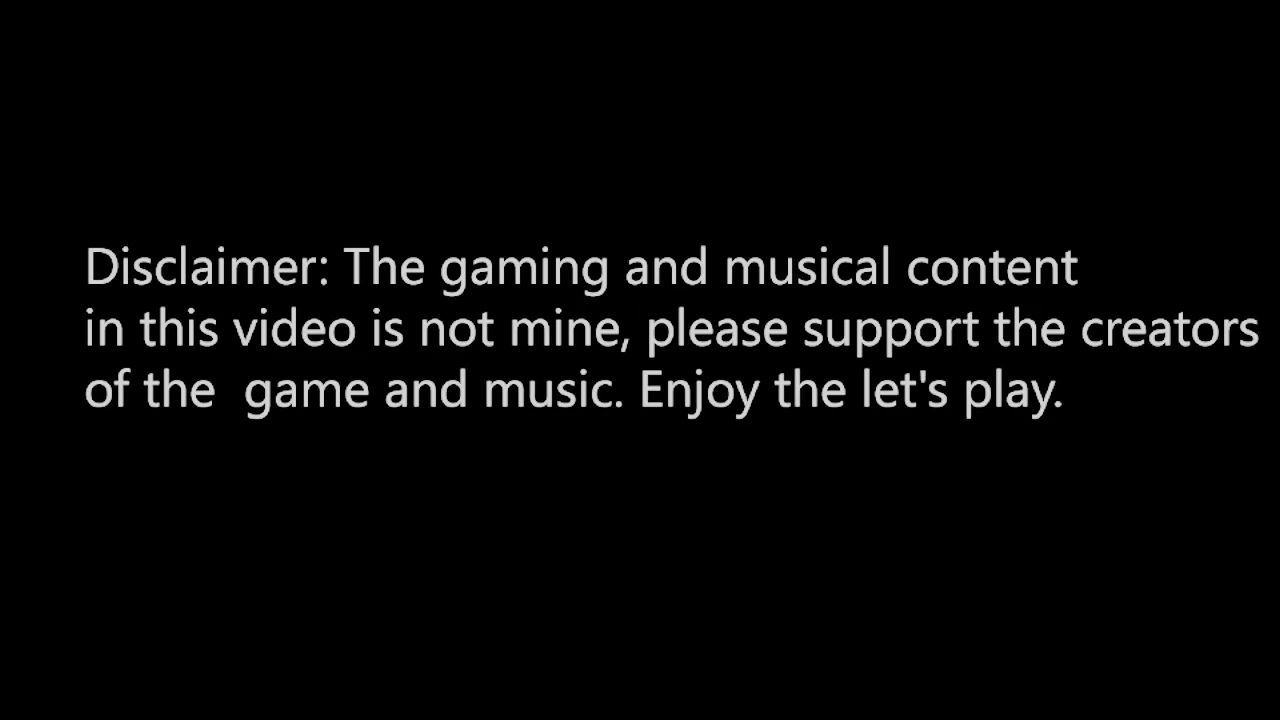 Disclaimer: The gaming and musical content
in this video is not mine, please support the creators
of the  game and music. Enjoy the let's play.